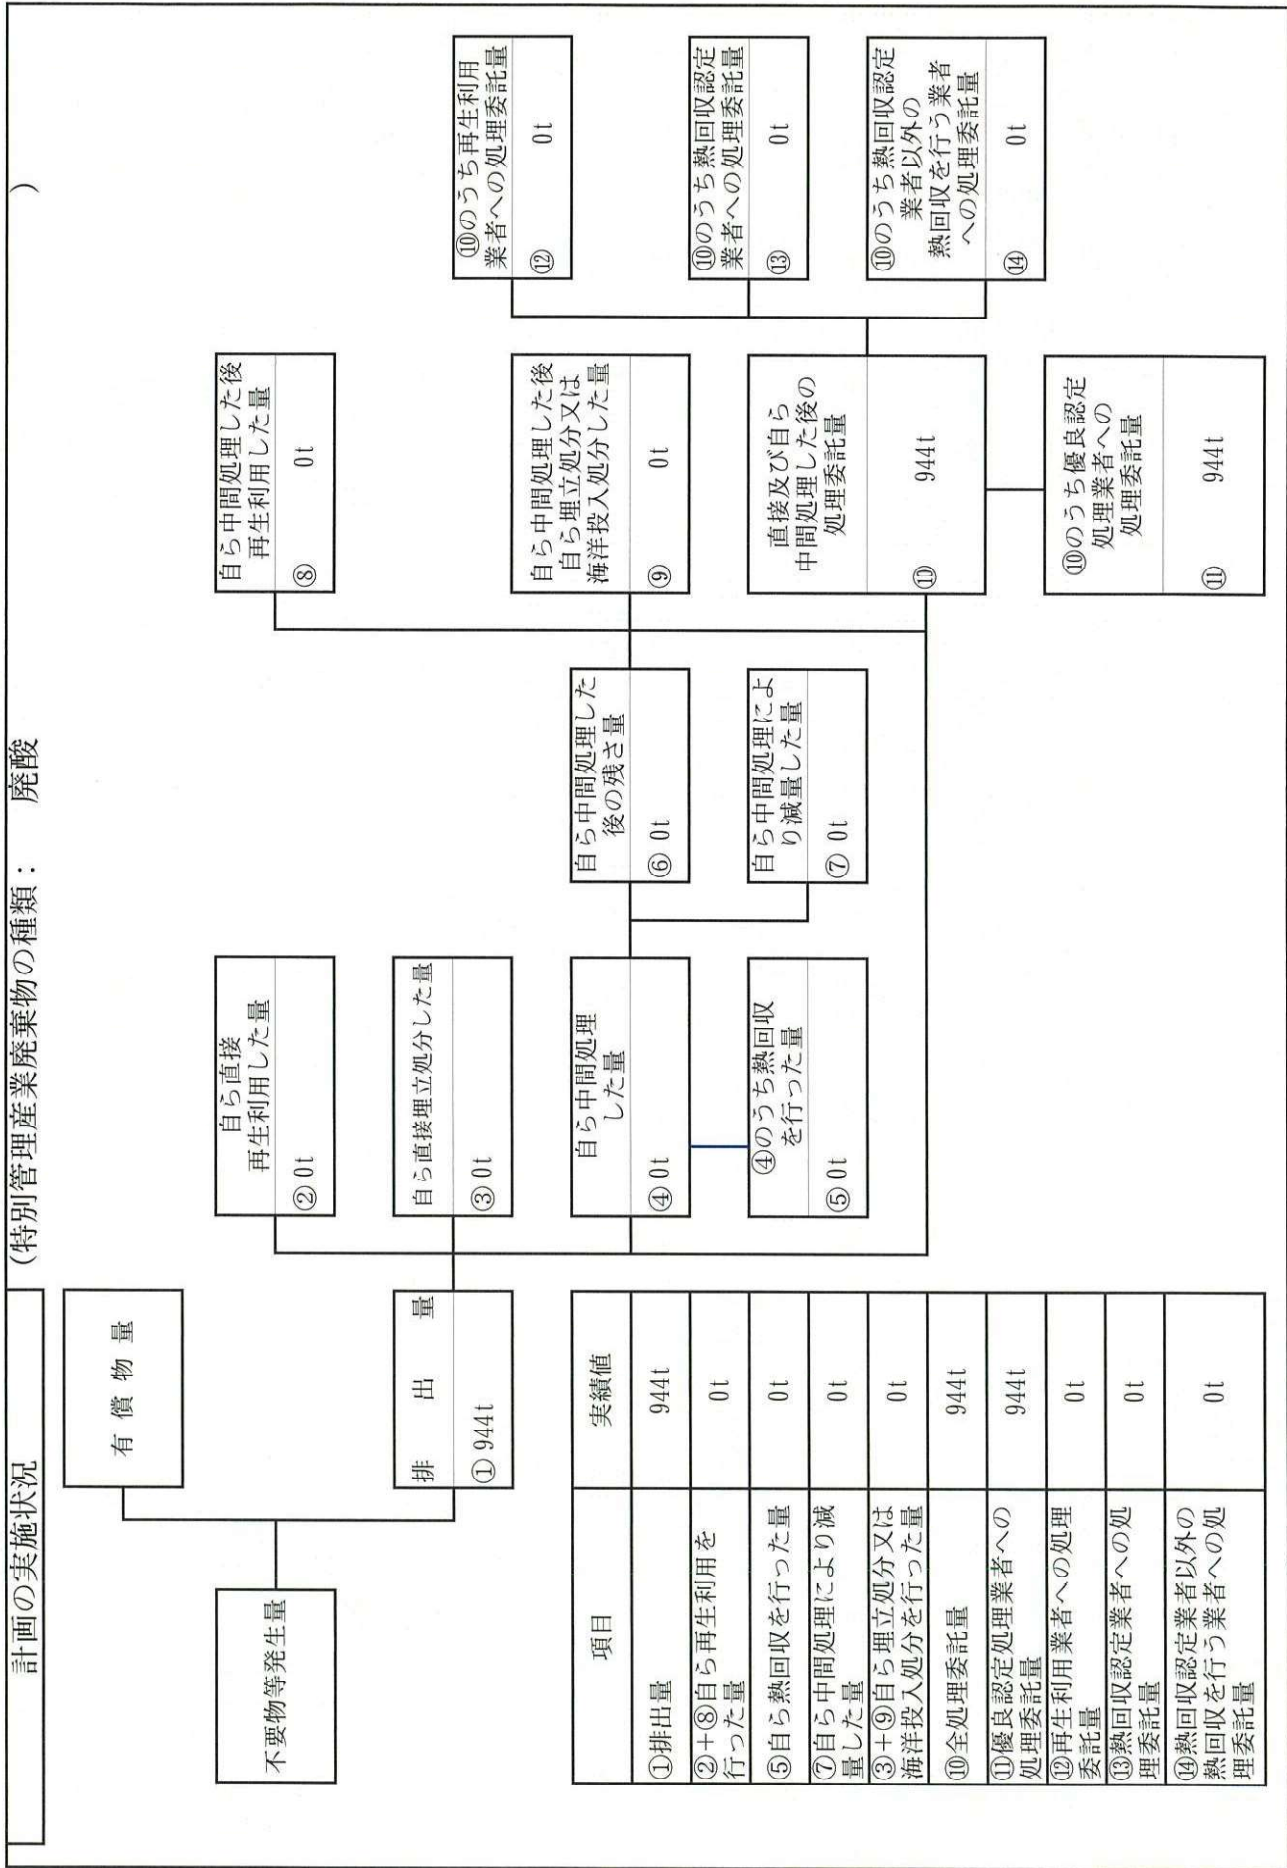 計画の実施状況
(特別管理産業廃棄物の種類： 廃酸 )
不要物等発生量
有償物量
排出量
① 944t
自ら直接
再生利用した量
② 0t
自ら直接埋立処分した量
③ 0t
自ら中間処理
した量
④ 0t
④のうち熱回収
を行った量
⑤ 0t
自ら中間処理した
後の残さ量
⑥ 0t
自ら中間処理によ
り減量した量
⑦ 0t
自ら中間処理した後
再生利用した量
⑧ 0t
自ら中間処理した後
自ら埋立処分又は
海洋投入処分した量
⑨ 0t
直接及び自ら
中間処理した後の
処理委託量
⑩ 944t
⑩のうち優良認定
処理業者への
処理委託量
⑪ 944t
⑩のうち再生利用
業者への処理委託量
⑫ 0t
⑩のうち熱回収認定
業者への処理委託量
⑬ 0t
⑩のうち熱回収認定
業者以外の
熱回収を行う業者
への処理委託量
⑭ 0t
項目 実績値
①排出量 944t
②+⑧自ら再生利用を
行った量 0t
⑤自ら熱回収を行った量 0t
⑦自ら中間処理により減
量した量 0t
③+⑨自ら埋立処分又は
海洋投入処分を行った量 0t
⑩全処理委託量 944t
⑪優良認定処理業者への
処理委託量 944t
⑫再生利用業者への処理
委託量 0t
⑬熱回収認定業者への処
理委託量 0t
⑭熱回収認定業者以外の
熱回収を行う業者への処
理委託量 0t